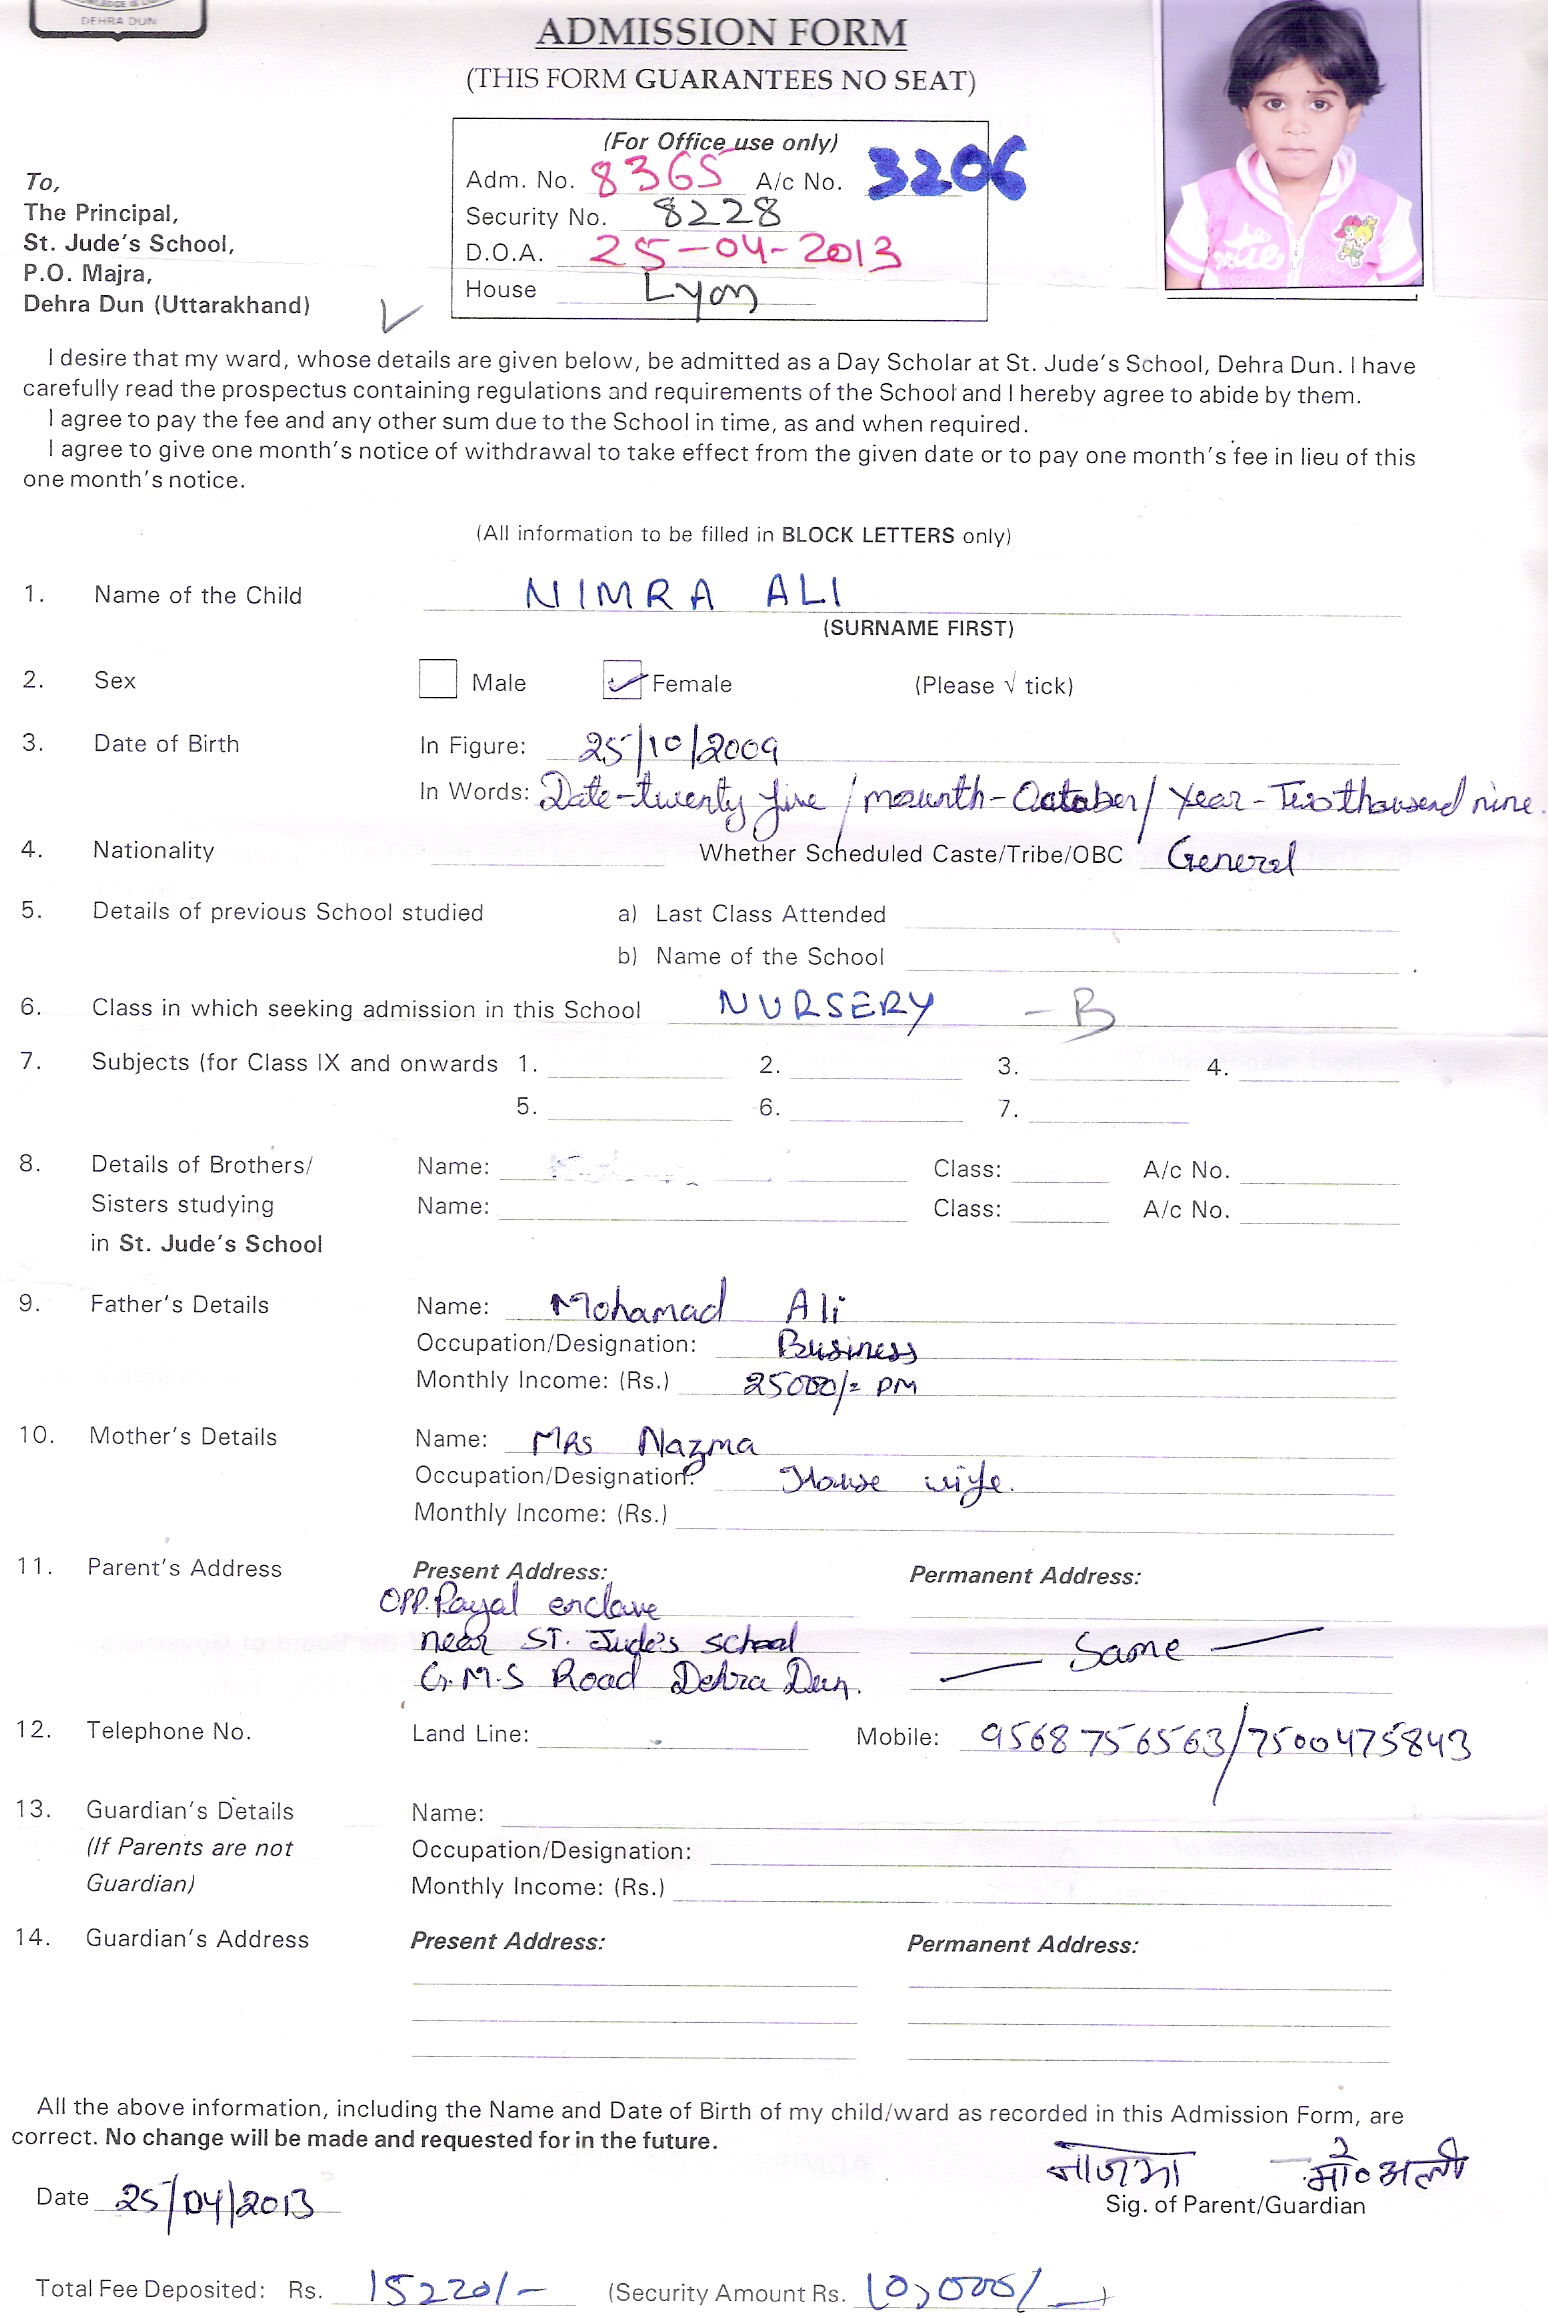 DEHRA DUN
ADMISSION FORM
(THIS FORM GUARANTEES NO SEAT)
(For Office use only)
Adm. No. 8365 A/c No. 3206
Security No. 8228
D.O.A. 25-04-2013
House Lyon
To,
The Principal,
St. Jude's School,
P.O. Majra,
Dehra Dun (Uttarakhand)
I desire that my ward, whose details are given below, be admitted as a Day Scholar at St. Jude's School, Dehra Dun. I have
carefully read the prospectus containing regulations and requirements of the School and I hereby agree to abide by them.
I agree to pay the fee and any other sum due to the School in time, as and when required.
I agree to give one month's notice of withdrawal to take effect from the given date or to pay one month's fee in lieu of this
one month's notice.
(All information to be filled in BLOCK LETTERS only)
1. Name of the Child NIMRA ALI
(SURNAME FIRST)
2. Sex Male Female (Please √ tick)
3. Date of Birth In Figure: 25/10/2009
In Words: Date-twenty five / mounth-October/ Year-Two thousend nine.
4. Nationality Whether Scheduled Caste/Tribe/OBC General
5. Details of previous School studied a) Last Class Attended
b) Name of the School
6. Class in which seeking admission in this School NURSERY - B
7. Subjects (for Class IX and onwards 1. 2. 3. 4.
5. 6. 7.
8. Details of Brothers/ Name: Class: A/c No.
Sisters studying Name: Class: A/c No.
in St. Jude's School
9. Father's Details Name: Mohamad Ali
Occupation/Designation: Business
Monthly Income: (Rs.) 25000/= PM
10. Mother's Details Name: MRS Nazma
Occupation/Designation: House wife.
Monthly Income: (Rs.)
11. Parent's Address Present Address: Permanent Address:
OPP. Payal enclave
near ST. Jude's school — Same —
G.M.S Road Dehra Dun.
12. Telephone No. Land Line: Mobile: 9568756563/7500475843
13. Guardian's Details Name:
(If Parents are not Occupation/Designation:
Guardian) Monthly Income: (Rs.)
14. Guardian's Address Present Address: Permanent Address:
All the above information, including the Name and Date of Birth of my child/ward as recorded in this Admission Form, are
correct. No change will be made and requested for in the future.
नाजमा मो० अली
Date 25/04/2013 Sig. of Parent/Guardian
Total Fee Deposited: Rs. 15220/- (Security Amount Rs. 10,000/-)